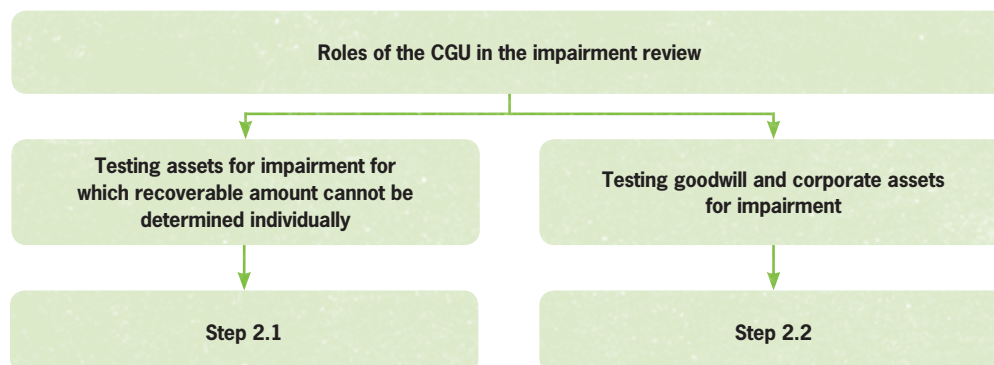 Roles of the CGU in the impairment review
Testing assets for impairment for
which recoverable amount cannot be
determined individually
Testing goodwill and corporate assets
for impairment
Step 2.1
Step 2.2